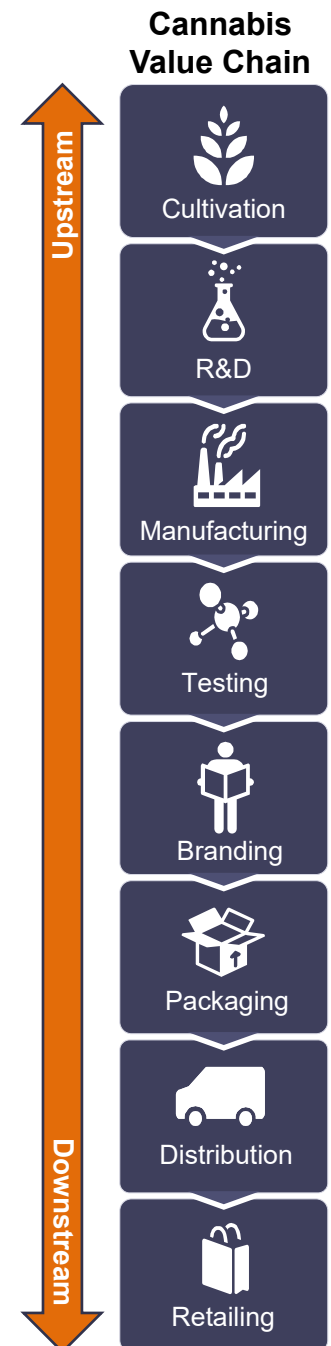 Cannabis
Value Chain
Upstream
Cultivation
R&D
Manufacturing
Testing
Branding
Packaging
Distribution
Downstream
Retailing